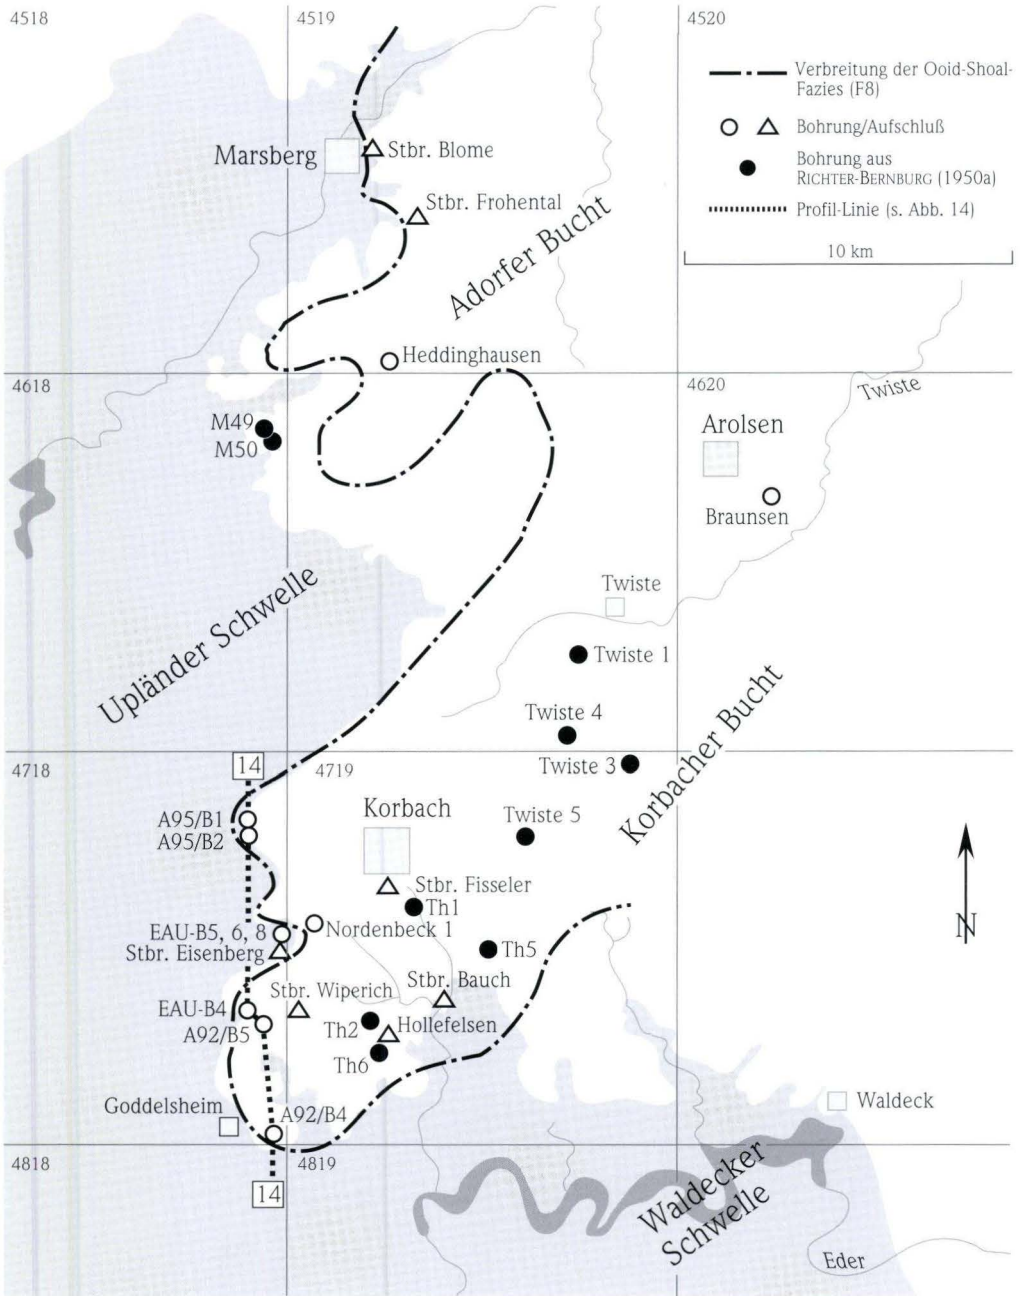 4518
4519
4520
Verbreitung der Ooid-Shoal-
Fazies (F8)
Bohrung/Aufschluß
Bohrung aus
RICHTER-BERNBURG (1950a)
Profil-Linie (s. Abb. 14)
10 km
Marsberg
Stbr. Blome
Stbr. Frohental
Adorfer Bucht
Heddinghausen
4618
4620
Twiste
M49
M50
Arolsen
Braunsen
Upländer Schwelle
Twiste
Twiste 1
Twiste 4
Twiste 3
Korbacher Bucht
4718
14
4719
A95/B1
A95/B2
Korbach
Twiste 5
Stbr. Fisseler
Th1
Nordenbeck 1
EAU-B5, 6, 8
Stbr. Eisenberg
Th5
N
Stbr. Wiperich
Stbr. Bauch
EAU-B4
A92/B5
Th2
Hollefelsen
Th6
Goddelsheim
A92/B4
Waldeck
4818
4819
14
Waldecker
Schwelle
Eder